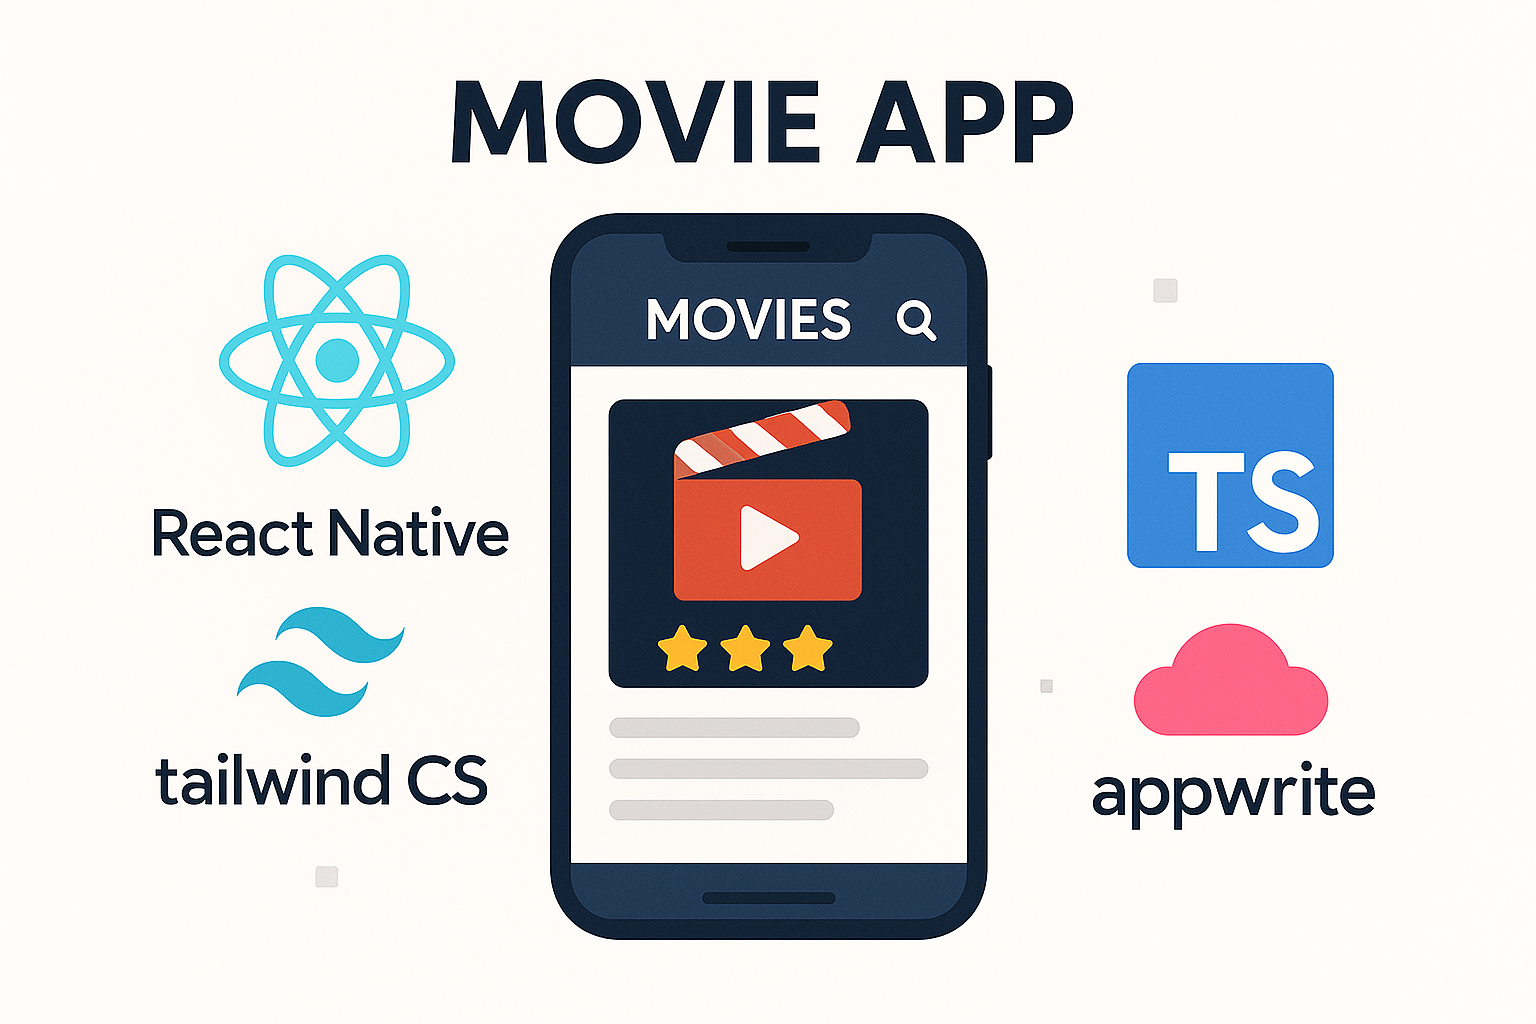 MOVIE APP
MOVIES
React Native
TS
tailwind CS
appwrite